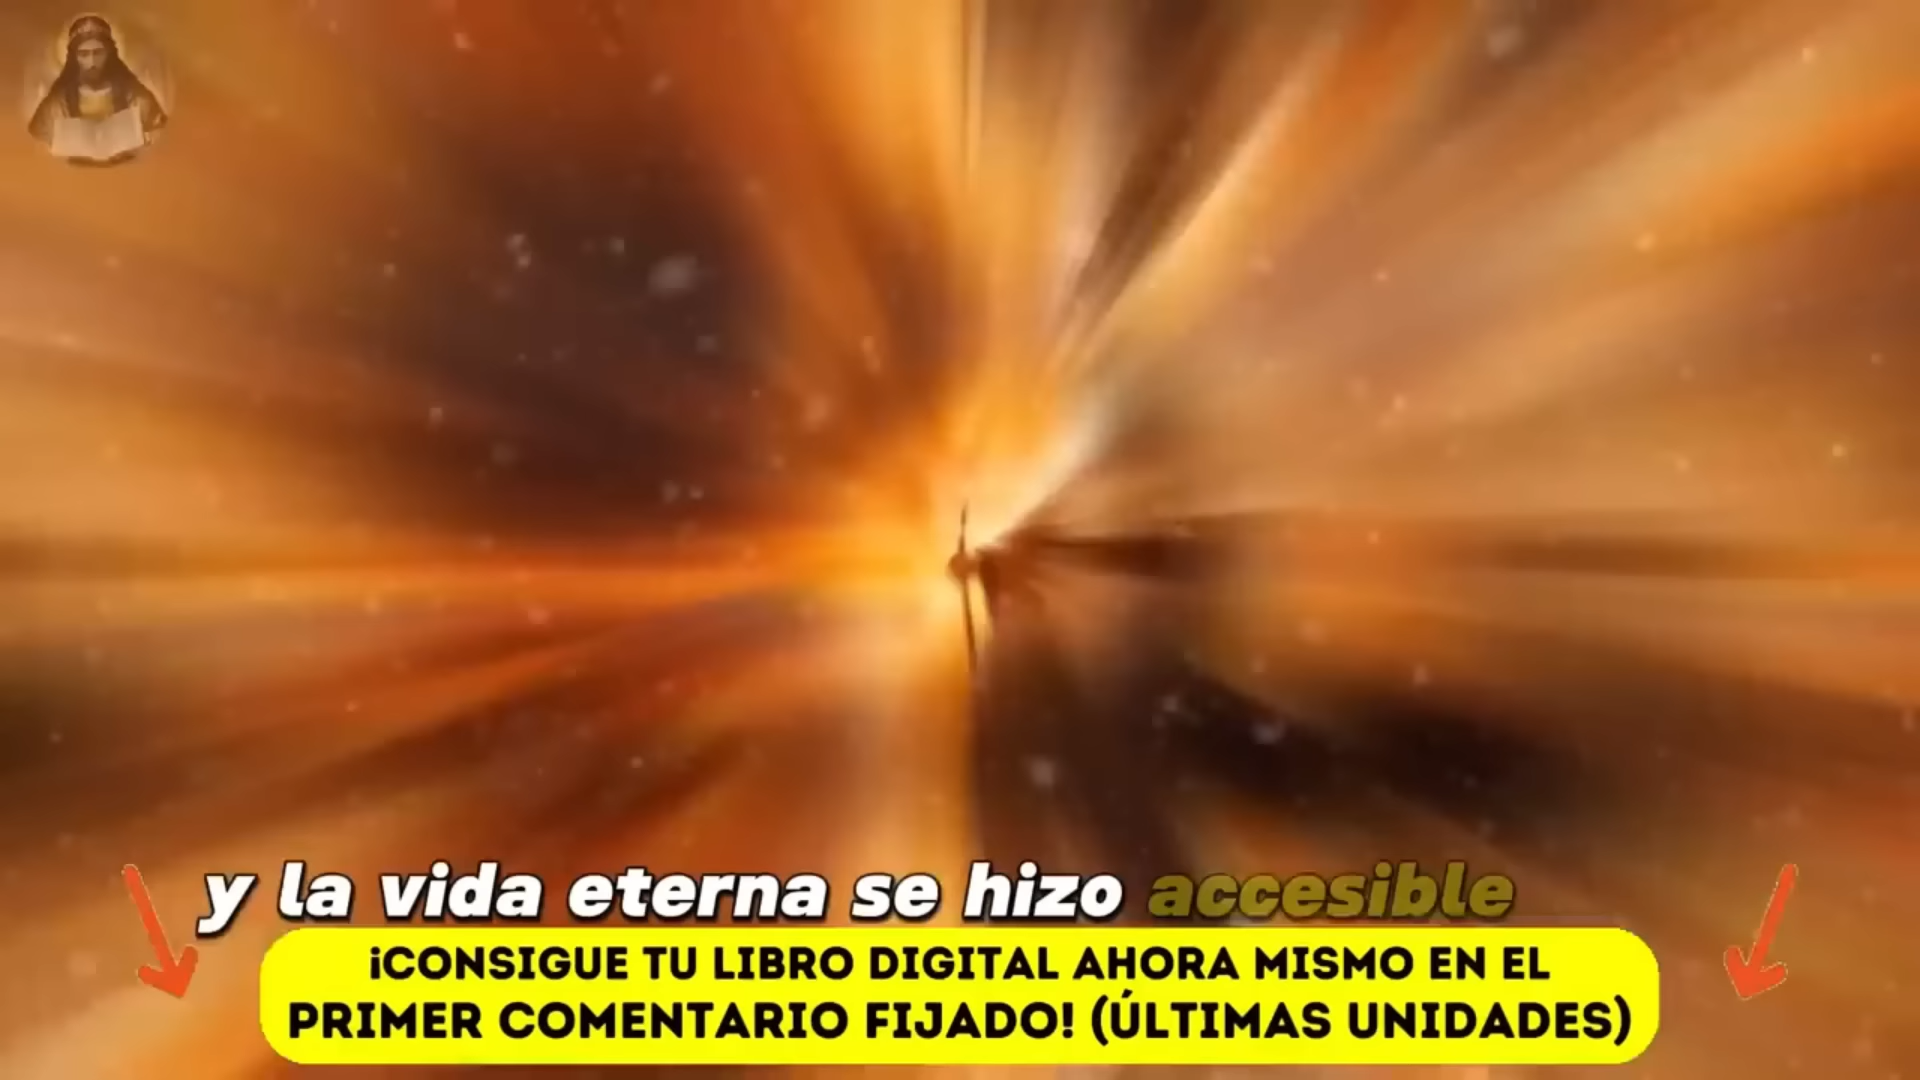 y la vida eterna se hizo accesible
¡CONSIGUE TU LIBRO DIGITAL AHORA MISMO EN EL
PRIMER COMENTARIO FIJADO! (ÚLTIMAS UNIDADES)